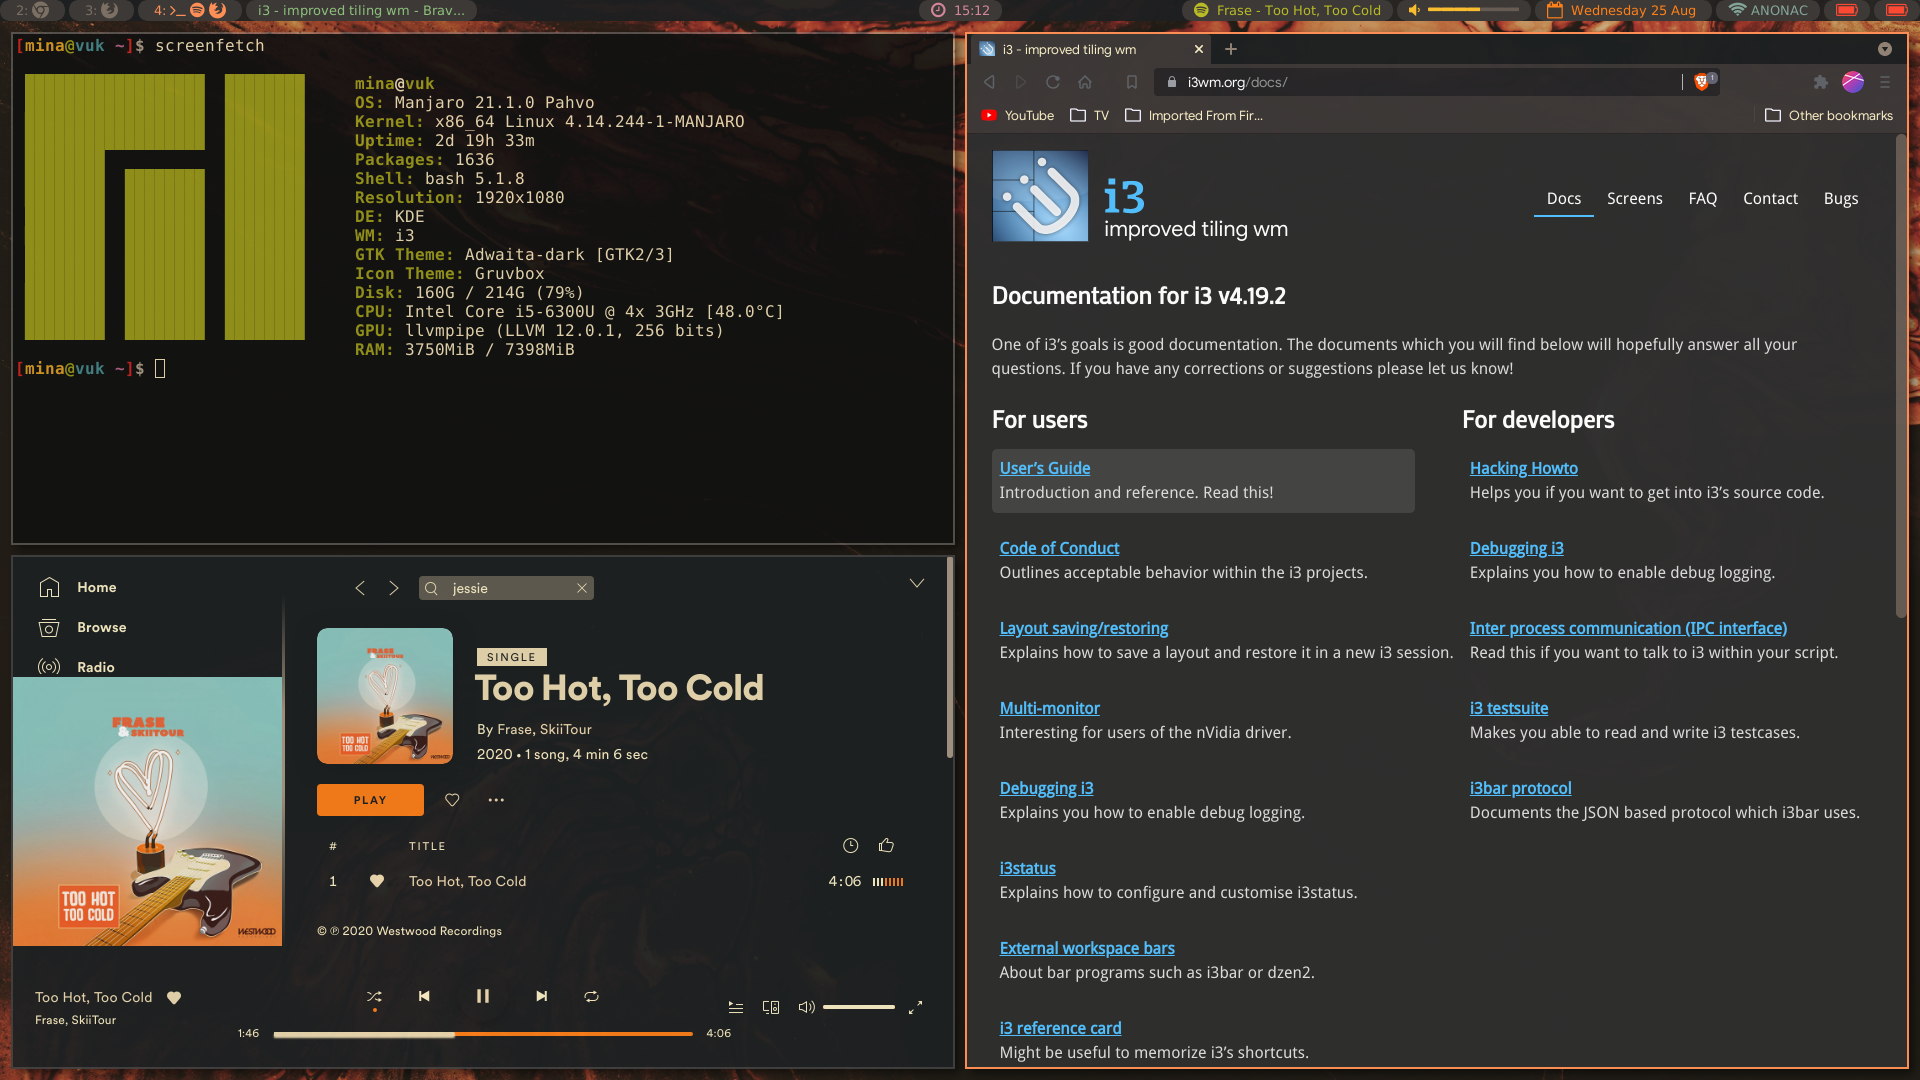 2:
3:
4: >_
i3 - improved tiling wm - Brav...
15:12
Frase - Too Hot, Too Cold
Wednesday 25 Aug
ANONAC
[mina@vuk ~]$ screenfetch
mina@vuk
OS: Manjaro 21.1.0 Pahvo
Kernel: x86_64 Linux 4.14.244-1-MANJARO
Uptime: 2d 19h 33m
Packages: 1636
Shell: bash 5.1.8
Resolution: 1920x1080
DE: KDE
WM: i3
GTK Theme: Adwaita-dark [GTK2/3]
Icon Theme: Gruvbox
Disk: 160G / 214G (79%)
CPU: Intel Core i5-6300U @ 4x 3GHz [48.0°C]
GPU: llvmpipe (LLVM 12.0.1, 256 bits)
RAM: 3750MiB / 7398MiB
[mina@vuk ~]$
Home
Browse
Radio
jessie
FRASE
& SKIITOUR
TOO HOT
TOO COLD
WESTWOOD
FRASE
& SKIITOUR
TOO HOT
TOO COLD
WESTWOOD
SINGLE
Too Hot, Too Cold
By Frase, SkiiTour
2020 • 1 song, 4 min 6 sec
PLAY
# TITLE
1 Too Hot, Too Cold 4:06
© ℗ 2020 Westwood Recordings
Too Hot, Too Cold
Frase, SkiiTour
1:46
4:06
i3 - improved tiling wm
i3wm.org/docs/
1
YouTube
TV
Imported From Fir...
Other bookmarks
i3
improved tiling wm
Docs
Screens
FAQ
Contact
Bugs
Documentation for i3 v4.19.2
One of i3’s goals is good documentation. The documents which you will find below will hopefully answer all your
questions. If you have any corrections or suggestions please let us know!
For users
User’s Guide
Introduction and reference. Read this!
Code of Conduct
Outlines acceptable behavior within the i3 projects.
Layout saving/restoring
Explains how to save a layout and restore it in a new i3 session.
Multi-monitor
Interesting for users of the nVidia driver.
Debugging i3
Explains you how to enable debug logging.
i3status
Explains how to configure and customise i3status.
External workspace bars
About bar programs such as i3bar or dzen2.
i3 reference card
Might be useful to memorize i3’s shortcuts.
For developers
Hacking Howto
Helps you if you want to get into i3’s source code.
Debugging i3
Explains you how to enable debug logging.
Inter process communication (IPC interface)
Read this if you want to talk to i3 within your script.
i3 testsuite
Makes you able to read and write i3 testcases.
i3bar protocol
Documents the JSON based protocol which i3bar uses.